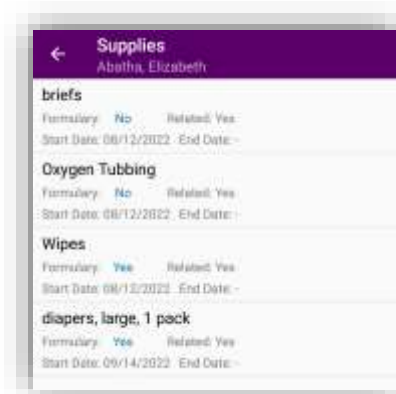 Supplies
Abatha, Elizabeth
briefs
Formulary: No Related: Yes
Start Date: 08/12/2022 End Date: -
Oxygen Tubbing
Formulary: No Related: Yes
Start Date: 08/12/2022 End Date: -
Wipes
Formulary: Yes Related: Yes
Start Date: 08/12/2022 End Date: -
diapers, large, 1 pack
Formulary: Yes Related: Yes
Start Date: 09/14/2022 End Date: -